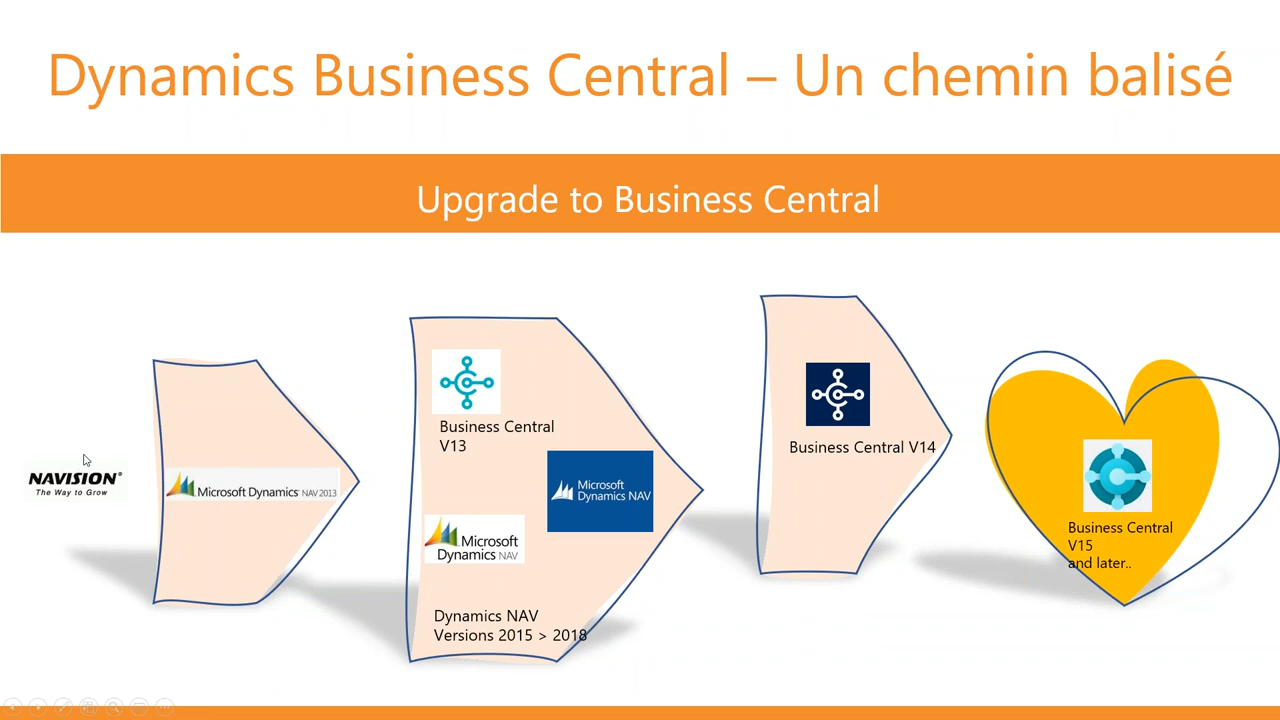 Dynamics Business Central – Un chemin balisé
Upgrade to Business Central
NAVISION®
The Way to Grow
Microsoft Dynamics NAV 2013
Business Central
V13
Microsoft
Dynamics NAV
Microsoft
Dynamics NAV
Dynamics NAV
Versions 2015 > 2018
Business Central V14
Business Central
V15
and later..